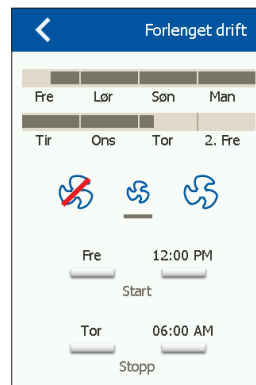 Forlenget drift
Fre Lør Søn Man
Tir Ons Tor 2. Fre
Fre 12:00 PM
Start
Tor 06:00 AM
Stopp